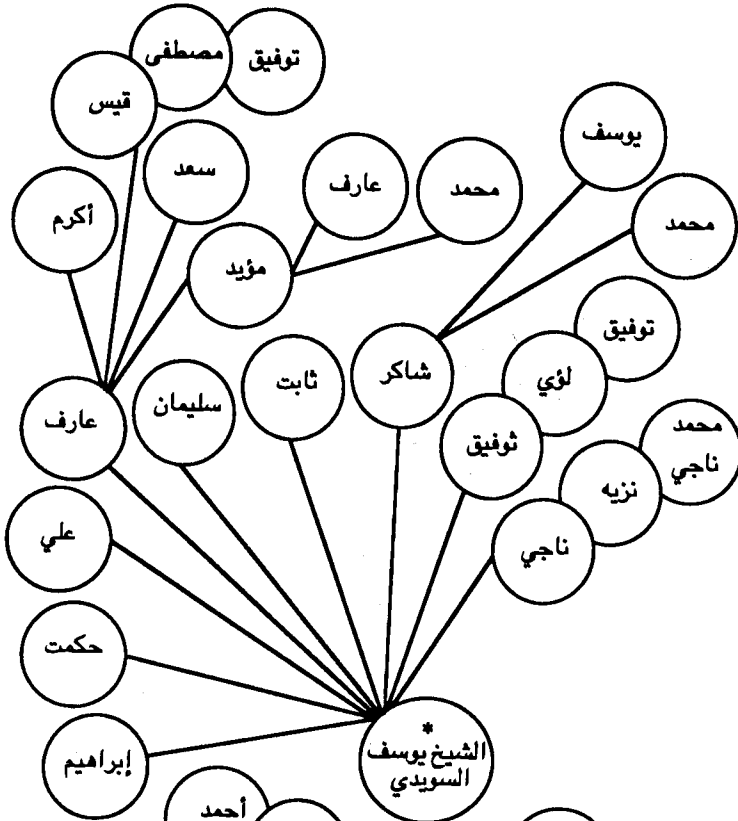 توفيق
مصطفى
قيس
يوسف
سعد
عارف
محمد
أكرم
محمد
مؤيد
توفيق
شاكر
ثابت
لؤي
سليمان
عارف
محمد
ناجي
ثوفيق
نزيه
علي
ناجي
حكمت
*
الشيخ يوسف
السويدي
إبراهيم
أحمد